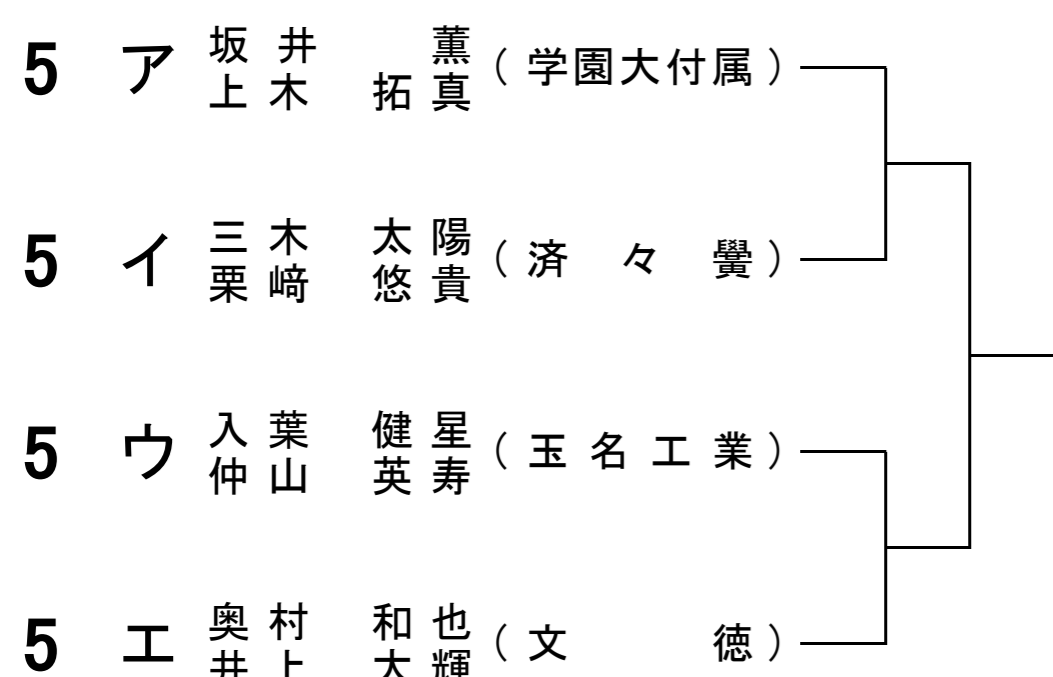 5 ア 坂井 薫 (学園大付属)
上木 拓真
5 イ 三木 太陽 (済々黌)
栗﨑 悠貴
5 ウ 入葉 健星 (玉名工業)
仲山 英寿
5 エ 奥村 和也 (文徳)
井上 大輝